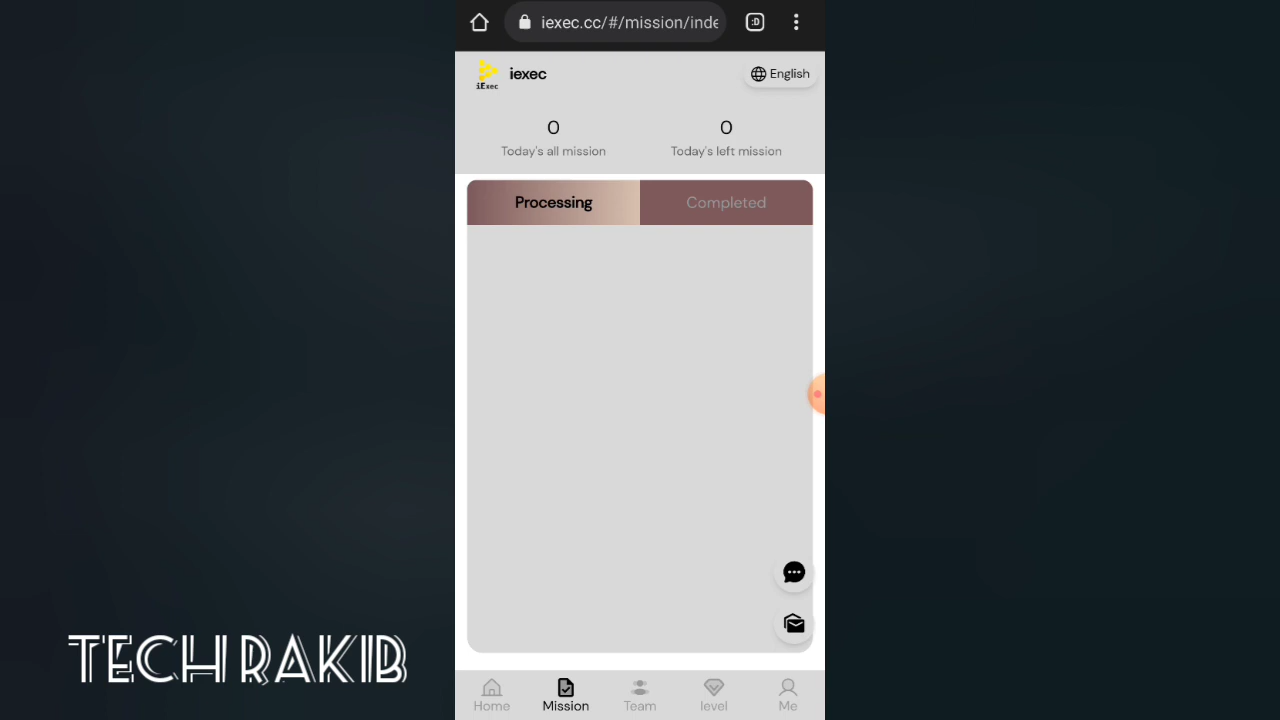 iexec.cc/#/mission/inde
:D
iExec
iexec
English
0
0
Today's all mission
Today's left mission
Processing
Completed
TECH RAKIB
Home
Mission
Team
level
Me